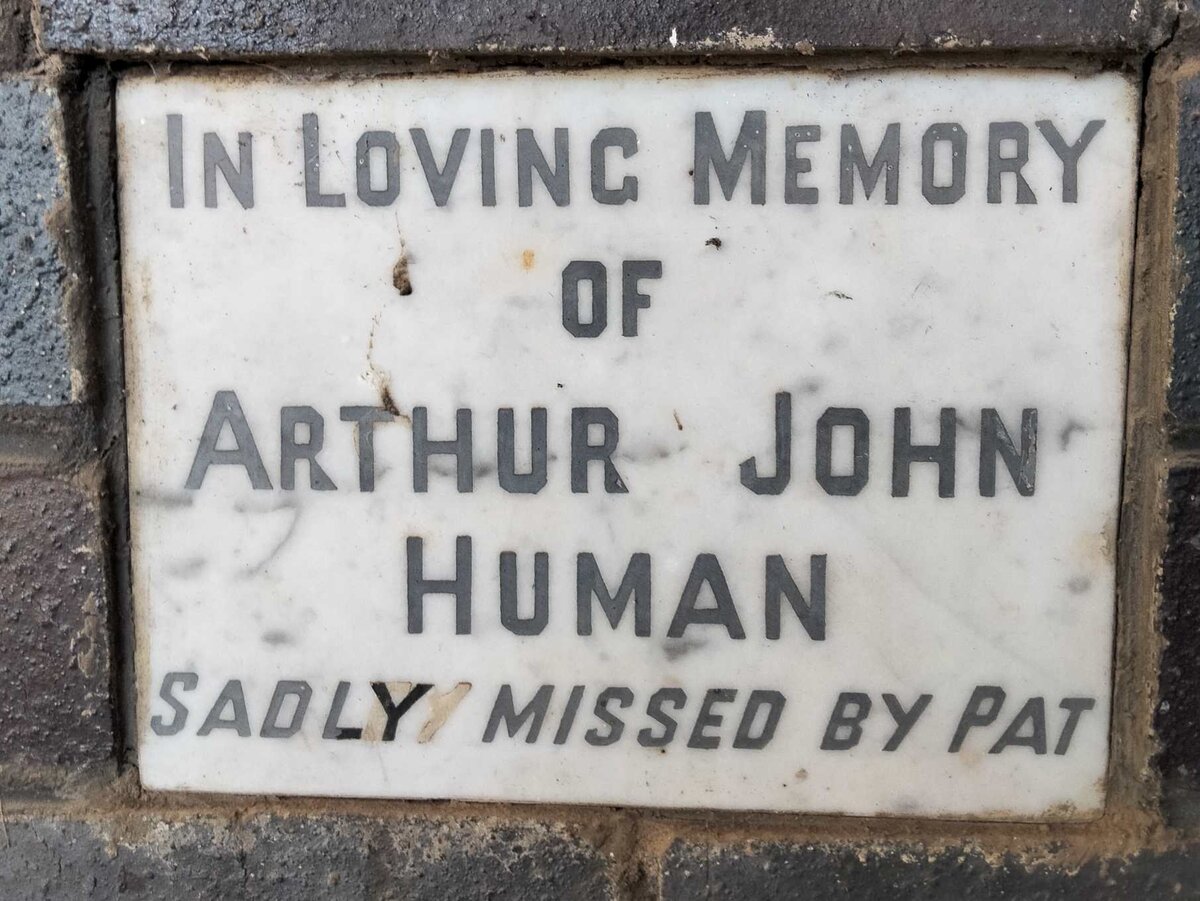 IN LOVING MEMORY
OF
ARTHUR JOHN
HUMAN
SADLY MISSED BY PAT